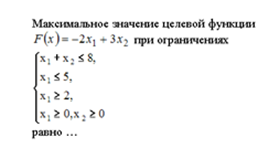 Максимальное значение целевой функции
F(x)=-2x₁ + 3x₂ при ограничениях
x₁ + x₂ ≤ 8,
x₁ ≤ 5,
x₁ ≥ 2,
x₁ ≥ 0, x₂ ≥ 0
равно ...